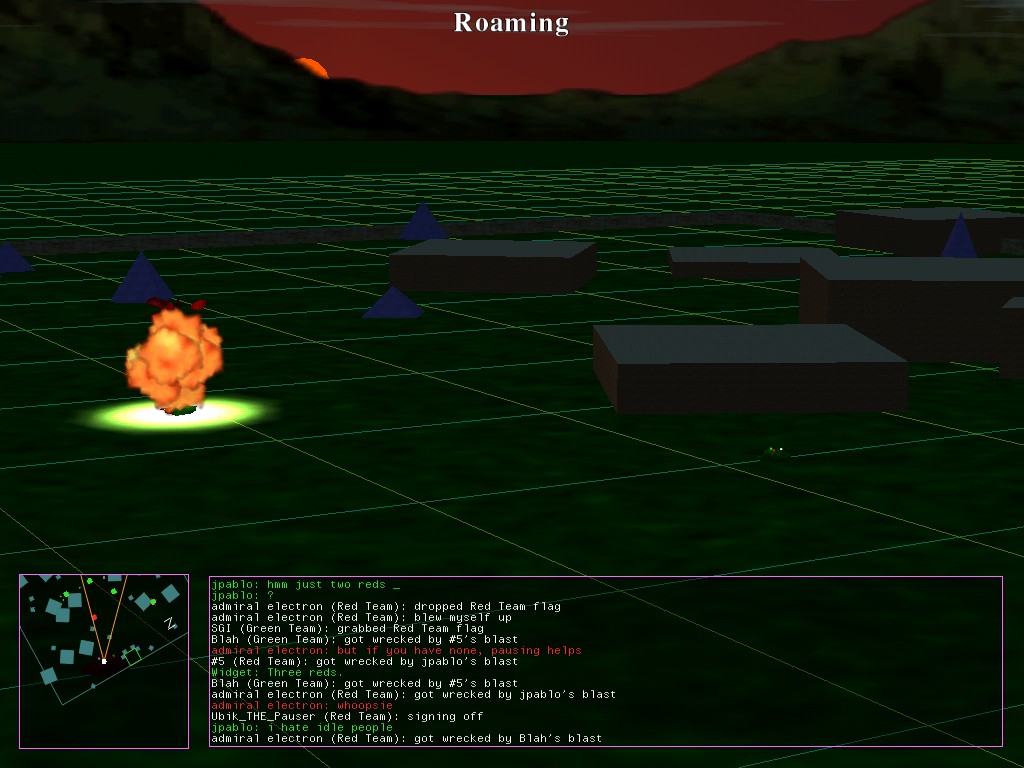 Roaming
jpablo: hmm just two reds _
jpablo: ?
admiral electron (Red Team): dropped Red Team flag
admiral electron (Red Team): blew myself up
SGI (Green Team): grabbed Red Team flag
Blah (Green Team): got wrecked by #5's blast
admiral electron: but if you have none, pausing helps
#5 (Red Team): got wrecked by jpablo's blast
Widget: Three reds.
Blah (Green Team): got wrecked by #5's blast
admiral electron (Red Team): got wrecked by jpablo's blast
admiral electron: whoopsie
Ubik_THE_Pauser (Red Team): signing off
jpablo: i hate idle people
admiral electron (Red Team): got wrecked by Blah's blast
N